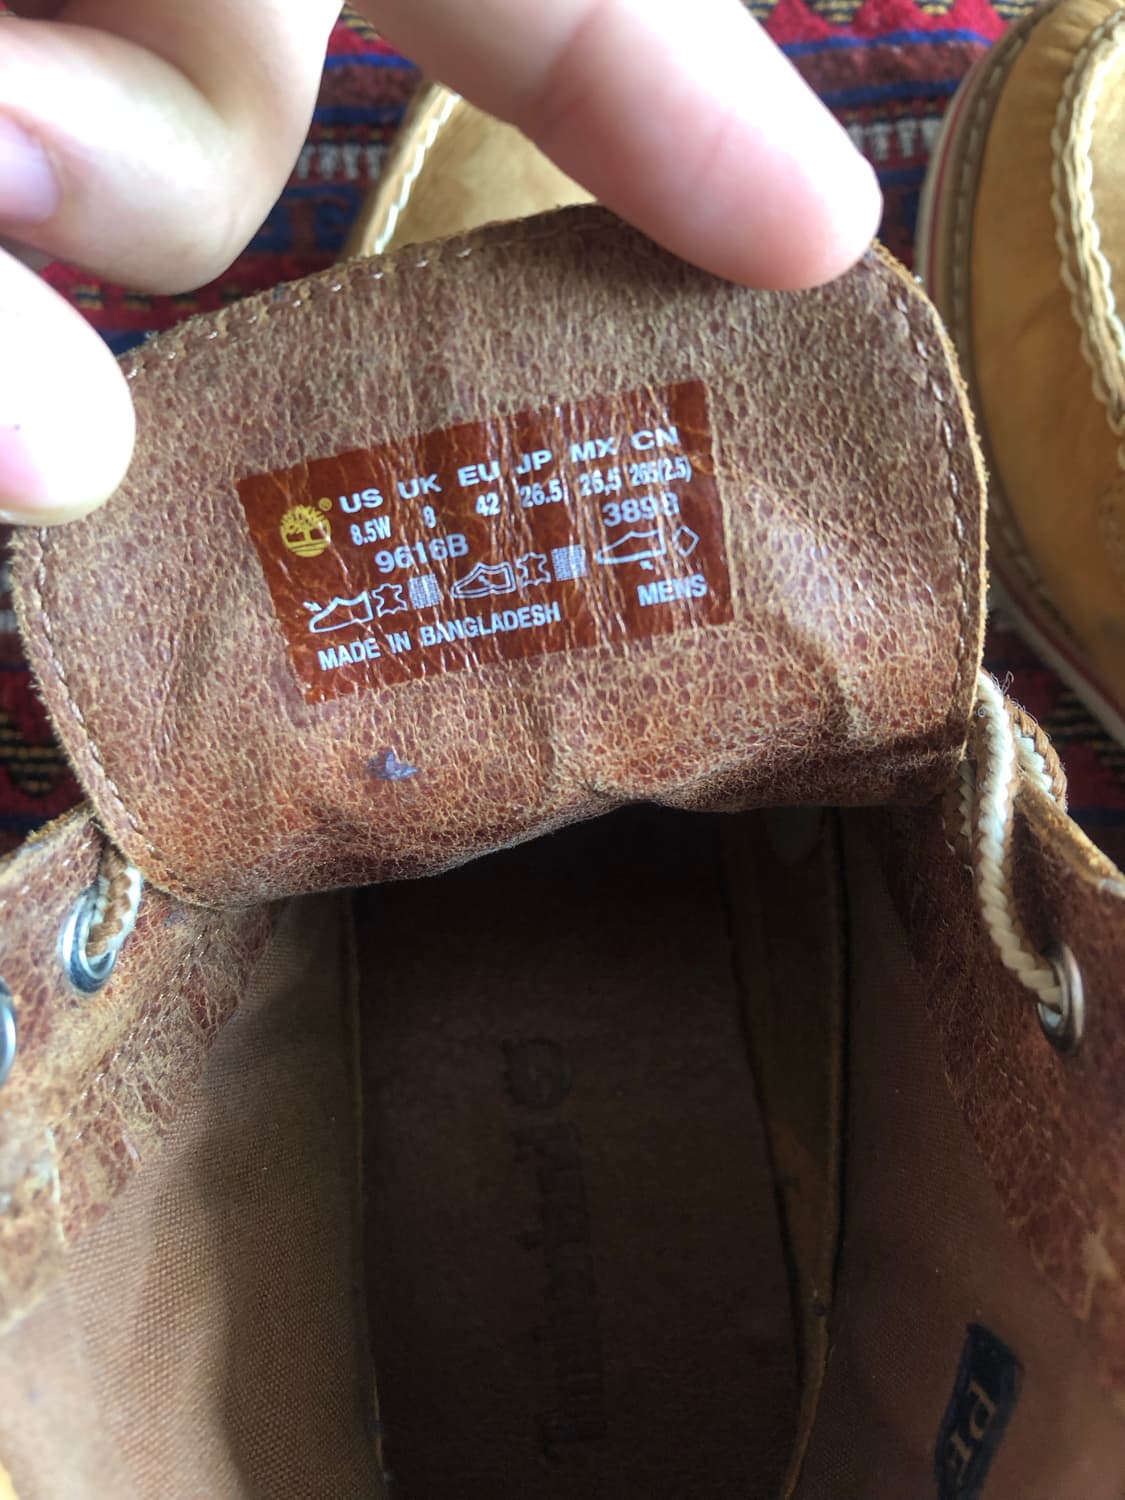 US UK EU JP MX CN
8.5W 8 42 26.5 26,5 265(2.5)
9616B 3898
MADE IN BANGLADESH MENS
Timberland